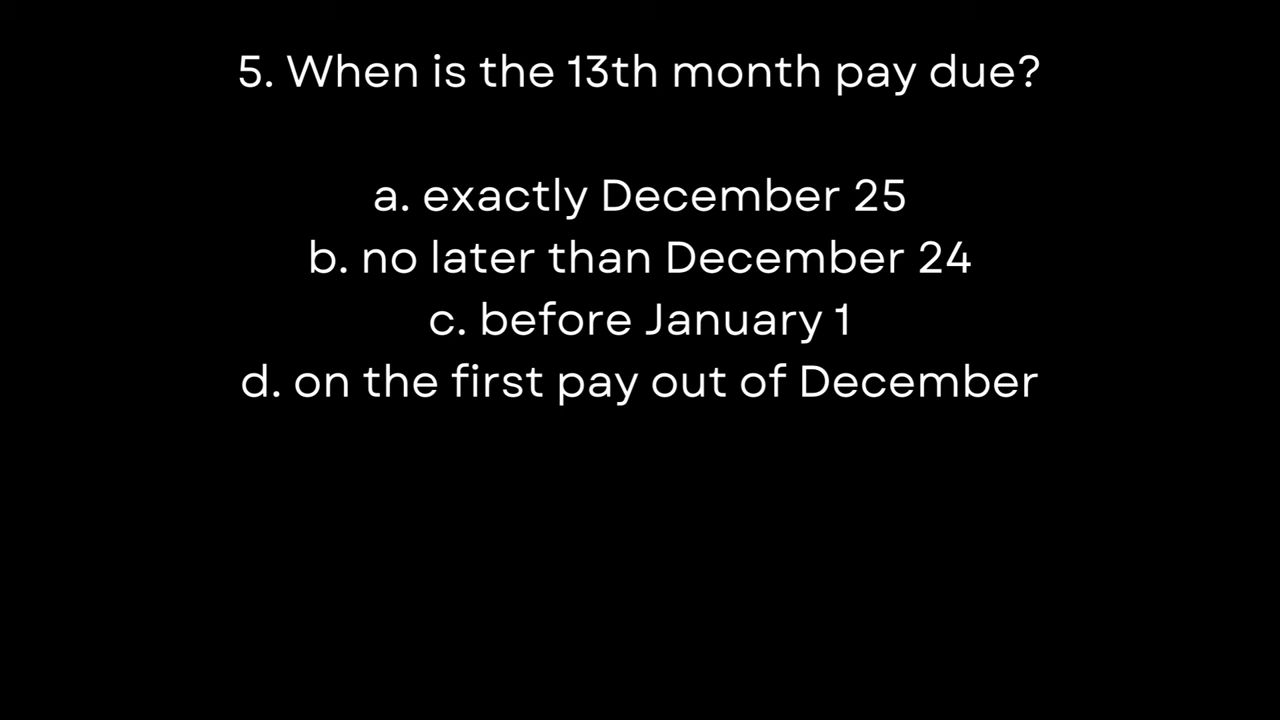 5. When is the 13th month pay due?
a. exactly December 25
b. no later than December 24
c. before January 1
d. on the first pay out of December